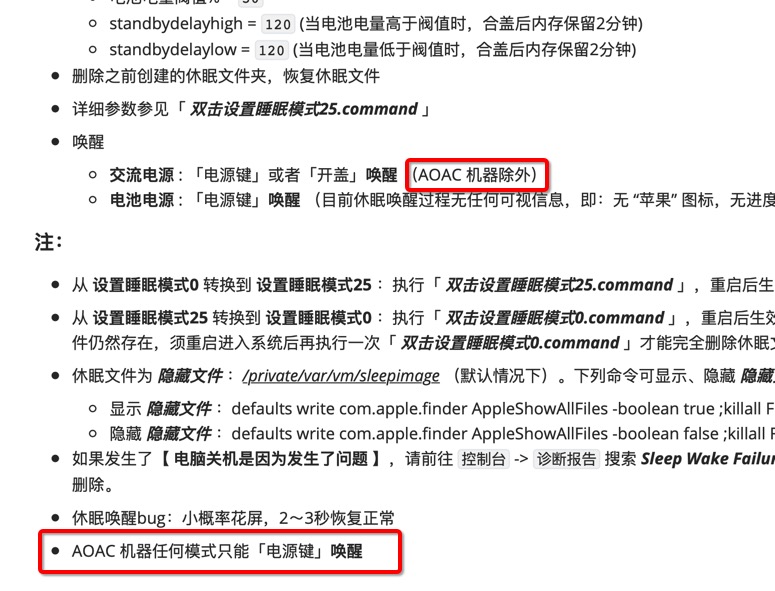 standbydelayhigh = 120 (当电池电量高于阀值时，合盖后内存保留2分钟)
standbydelaylow = 120 (当电池电量低于阀值时，合盖后内存保留2分钟)
删除之前创建的休眠文件夹，恢复休眠文件
详细参数参见「 双击设置睡眠模式25.command 」
唤醒
交流电源 : 「电源键」或者「开盖」唤醒 （AOAC 机器除外）
电池电源 : 「电源键」唤醒 （目前休眠唤醒过程无任何可视信息，即：无 “苹果” 图标，无进度
注：
从 设置睡眠模式0 转换到 设置睡眠模式25 ： 执行「 双击设置睡眠模式25.command 」，重启后生
从 设置睡眠模式25 转换到 设置睡眠模式0 ： 执行「 双击设置睡眠模式0.command 」，重启后生效
件仍然存在，须重启进入系统后再执行一次「 双击设置睡眠模式0.command 」才能完全删除休眠文
休眠文件为 隐藏文件 ： /private/var/vm/sleepimage （默认情况下）。下列命令可显示、隐藏 隐藏
显示 隐藏文件 ： defaults write com.apple.finder AppleShowAllFiles -boolean true ;killall F
隐藏 隐藏文件 ： defaults write com.apple.finder AppleShowAllFiles -boolean false ;killall F
如果发生了【 电脑关机是因为发生了问题 】，请前往 控制台 -> 诊断报告 搜索 Sleep Wake Failur
删除。
休眠唤醒bug：小概率花屏，2～3秒恢复正常
AOAC 机器任何模式只能「电源键」唤醒